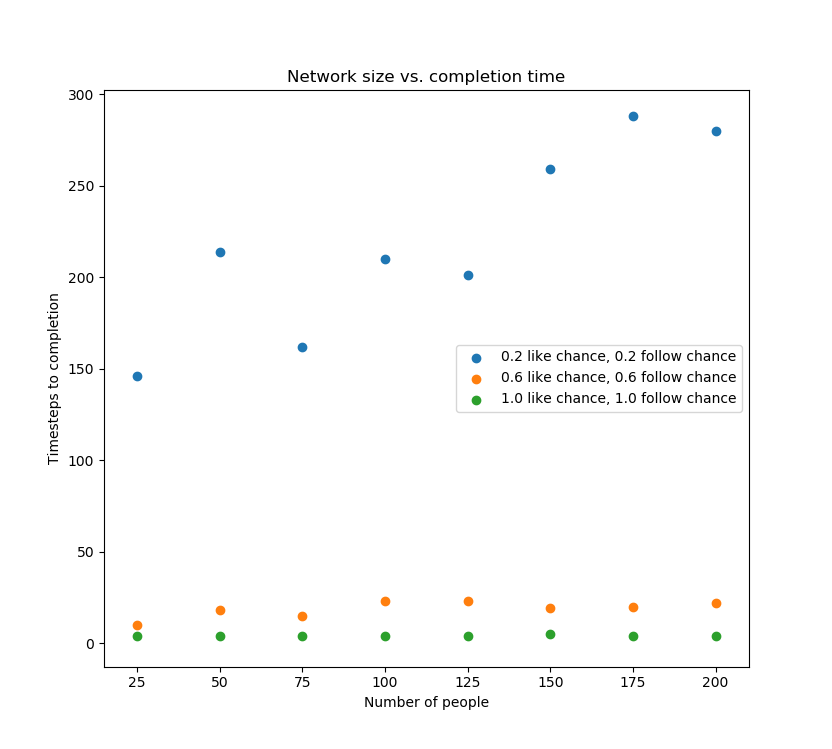 Network size vs. completion time
300
250
200
150
100
50
0
Timesteps to completion
0.2 like chance, 0.2 follow chance
0.6 like chance, 0.6 follow chance
1.0 like chance, 1.0 follow chance
25 50 75 100 125 150 175 200
Number of people